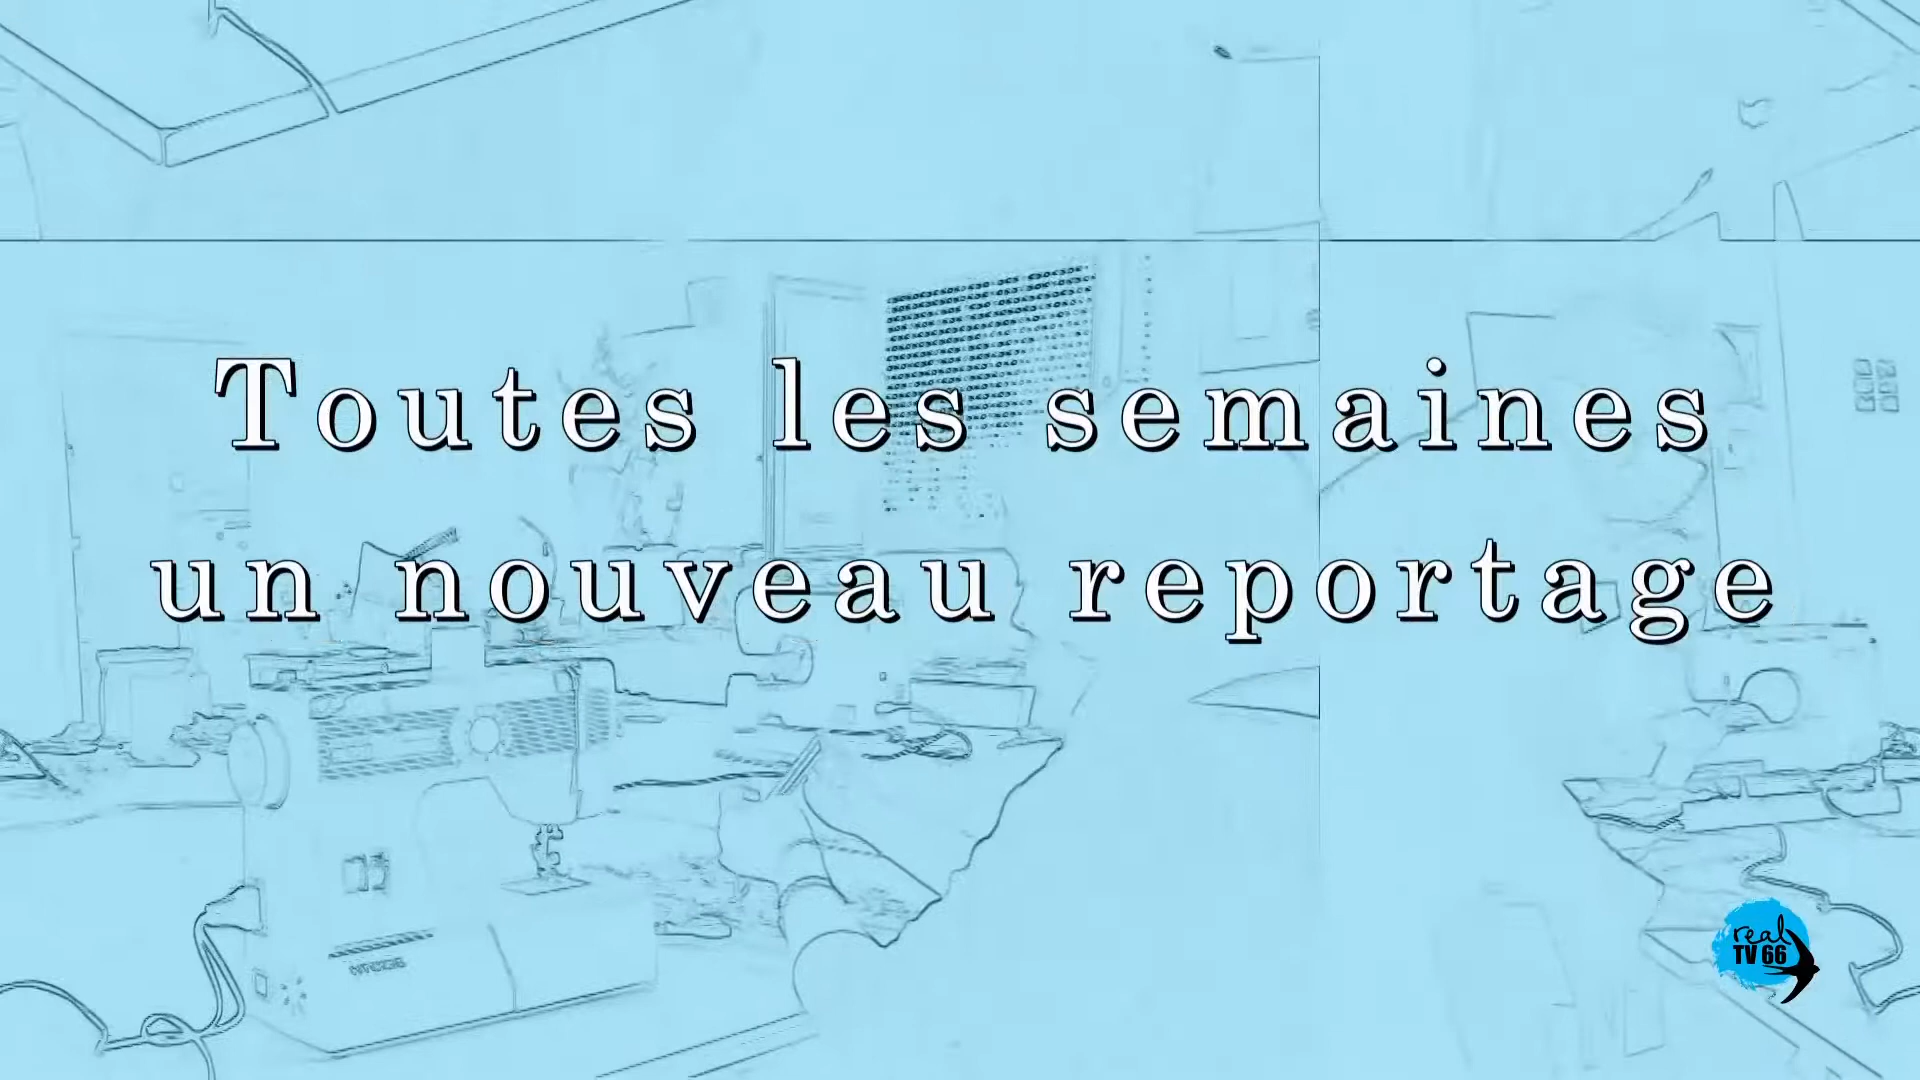 Toutes les semaines
un nouveau reportage
real
TV 66